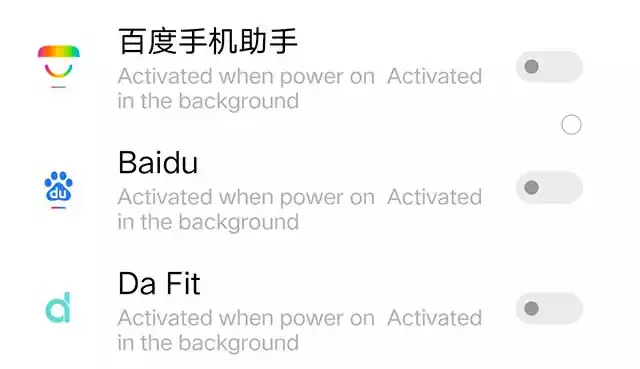 百度手机助手
Activated when power on  Activated
in the background
du
Baidu
Activated when power on  Activated
in the background
Da Fit
Activated when power on  Activated
in the background